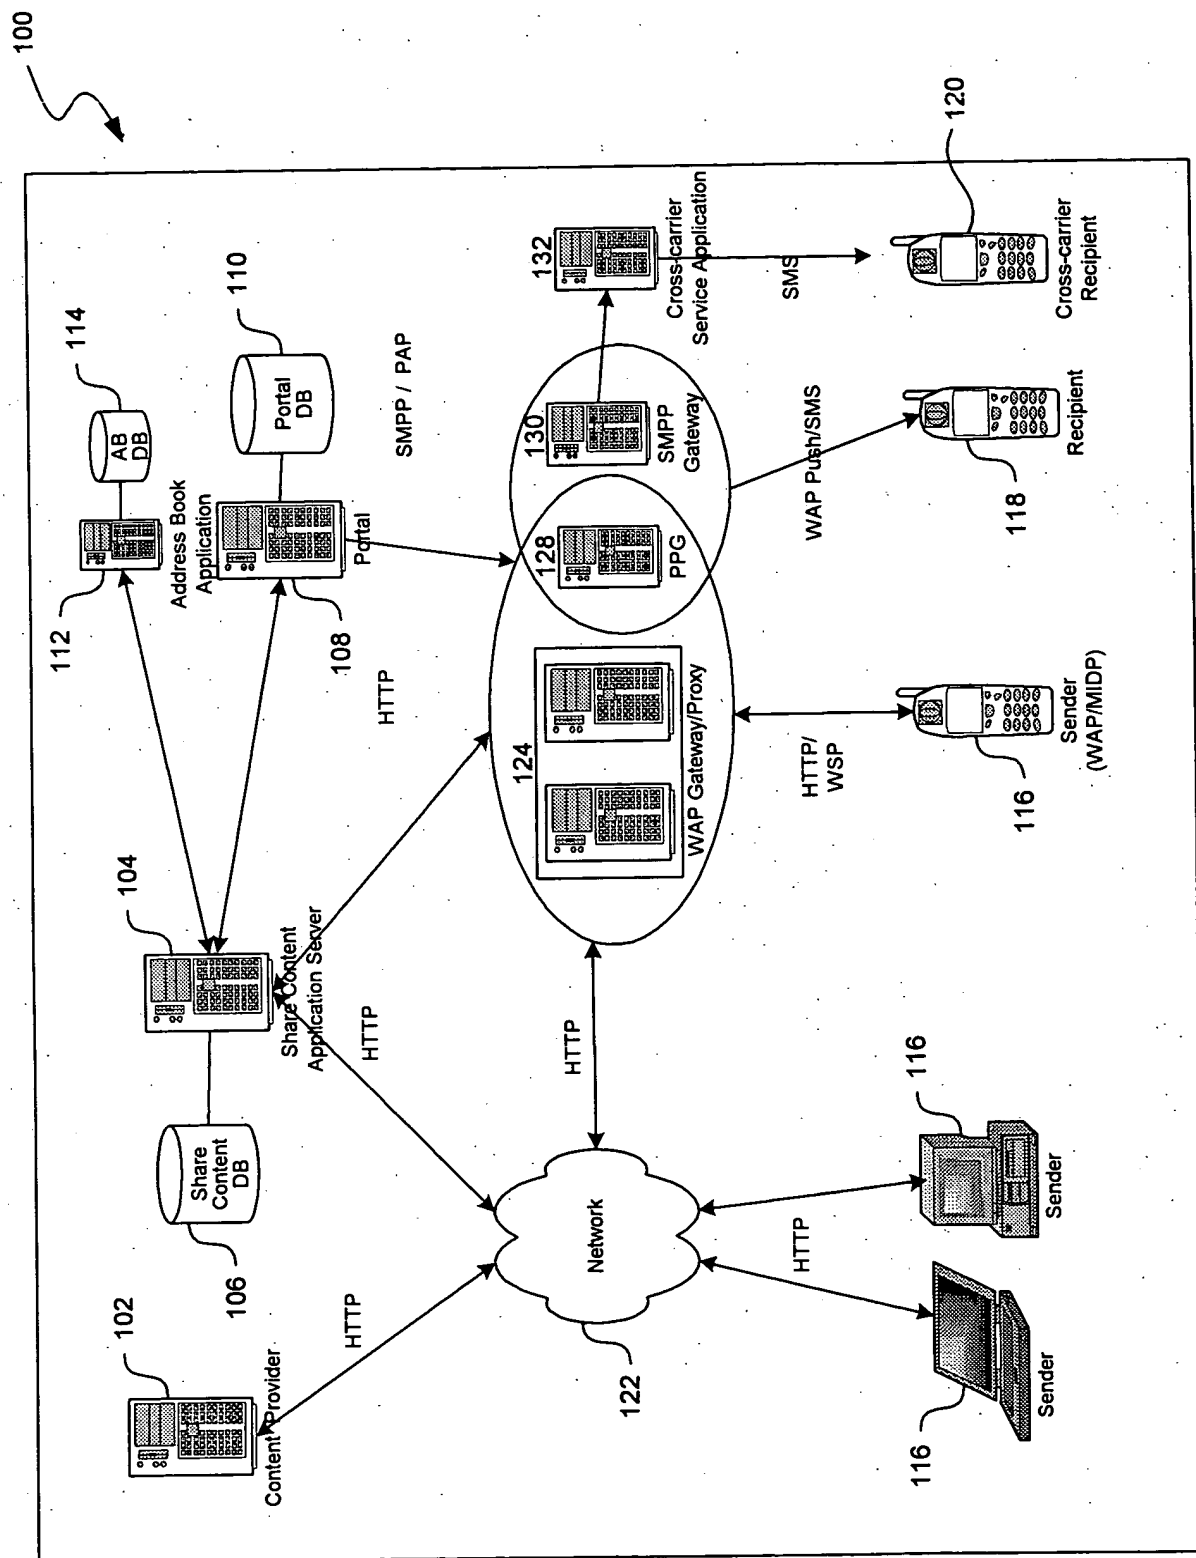 100
102
Content Provider
HTTP
106
Share
Content
DB
104
Share Content
Application Server
HTTP
112
114
AB
DB
Address Book
Application
110
Portal
DB
108
Portal
HTTP
SMPP / PAP
122
Network
HTTP
124
WAP Gateway/Proxy
128
PPG
130
SMPP
Gateway
132
Cross-carrier
Service Application
HTTP
HTTP/
WSP
WAP Push/SMS
SMS
116
Sender
116
Sender
116
Sender
(WAP/MIDP)
118
Recipient
120
Cross-carrier
Recipient